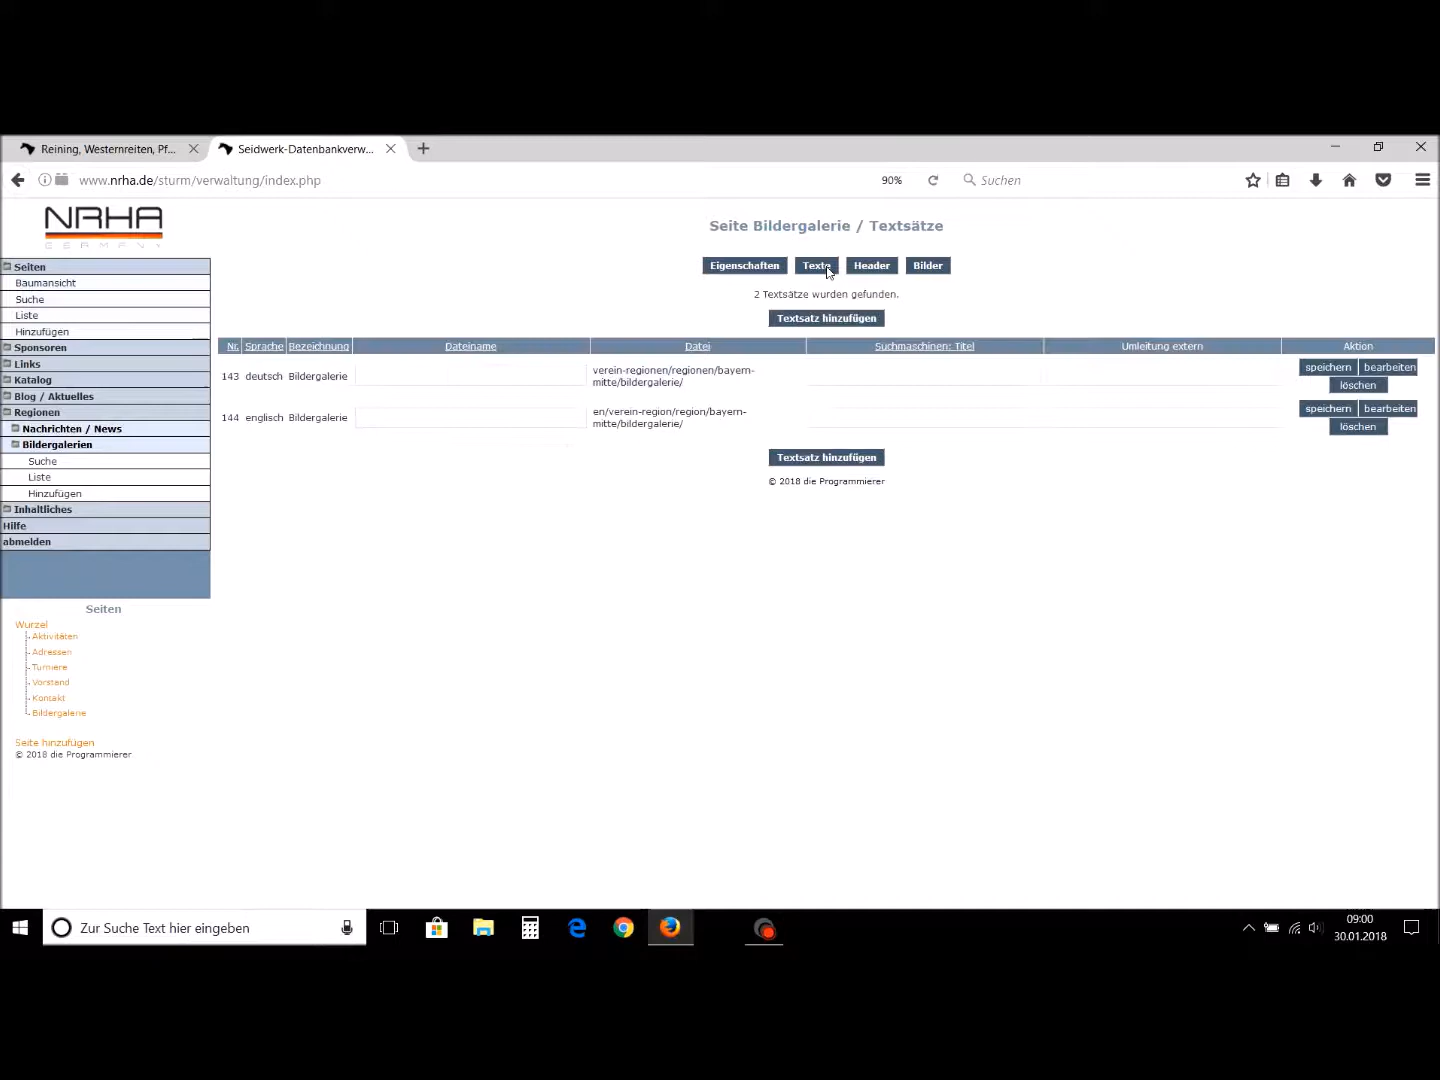 Reining, Westernreiten, Pf...
Seidwerk-Datenbankverw...
www.nrha.de/sturm/verwaltung/index.php
90%
Suchen
NRHA
GERMANY
Seiten
Baumansicht
Suche
Liste
Hinzufügen
Sponsoren
Links
Katalog
Blog / Aktuelles
Regionen
Nachrichten / News
Bildergalerien
Suche
Liste
Hinzufügen
Inhaltliches
Hilfe
abmelden
Seiten
Wurzel
Aktivitäten
Adressen
Turniere
Vorstand
Kontakt
Bildergalerie
Seite hinzufügen
© 2018 die Programmierer
Seite Bildergalerie / Textsätze
Eigenschaften Texte Header Bilder
2 Textsätze wurden gefunden.
Textsatz hinzufügen
Nr. Sprache Bezeichnung Dateiname Datei Suchmaschinen: Titel Umleitung extern Aktion
143 deutsch Bildergalerie verein-regionen/regionen/bayern-
mitte/bildergalerie/
speichern bearbeiten
löschen
144 englisch Bildergalerie en/verein-region/region/bayern-
mitte/bildergalerie/
speichern bearbeiten
löschen
Textsatz hinzufügen
© 2018 die Programmierer
Zur Suche Text hier eingeben
09:00
30.01.2018